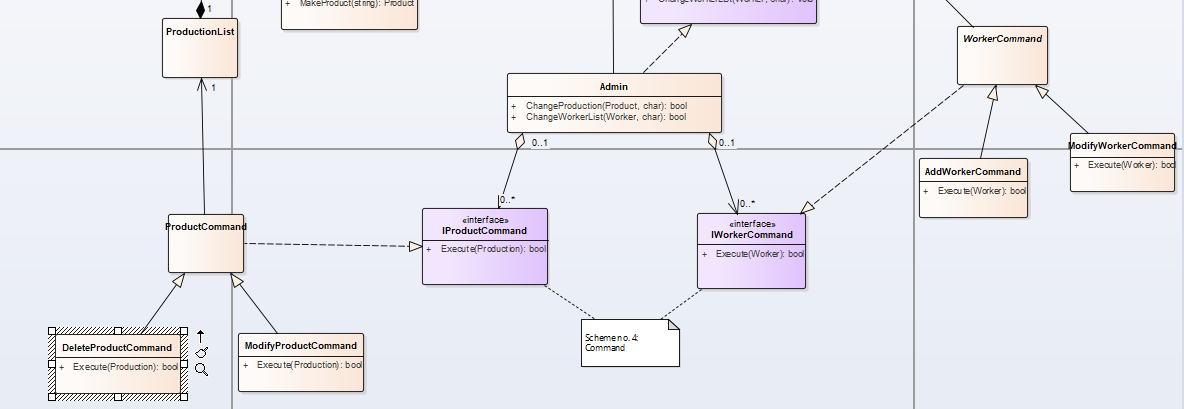 1
MakeProduct(string): Product
+
ProductionList
1
WorkerCommand
Admin
+ ChangeProduction(Product, char): bool
+ ChangeWorkerList(Worker, char): bool
0..1
0..1
ModifyWorkerCommand
+ Execute(Worker): bool
AddWorkerCommand
+ Execute(Worker): bool
0..*
0..*
ProductCommand
«interface»
IProductCommand
+ Execute(Production): bool
«interface»
IWorkerCommand
+ Execute(Worker): bool
Scheme no. 4:
Command
DeleteProductCommand
+ Execute(Production): bool
ModifyProductCommand
+ Execute(Production): bool